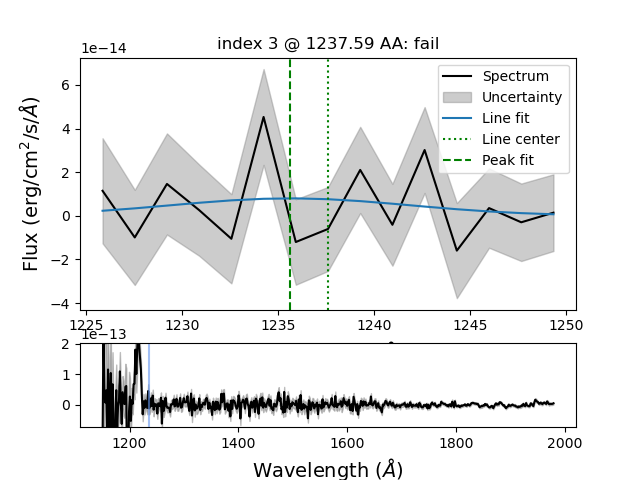 index 3 @ 1237.59 AA: fail
1e−14
Flux (erg/cm²/s/Å)
6
4
2
0
−2
−4
Spectrum
Uncertainty
Line fit
Line center
Peak fit
1225
1230
1235
1240
1245
1250
1e−13
2
1
0
1200
1400
1600
1800
2000
Wavelength (Å)